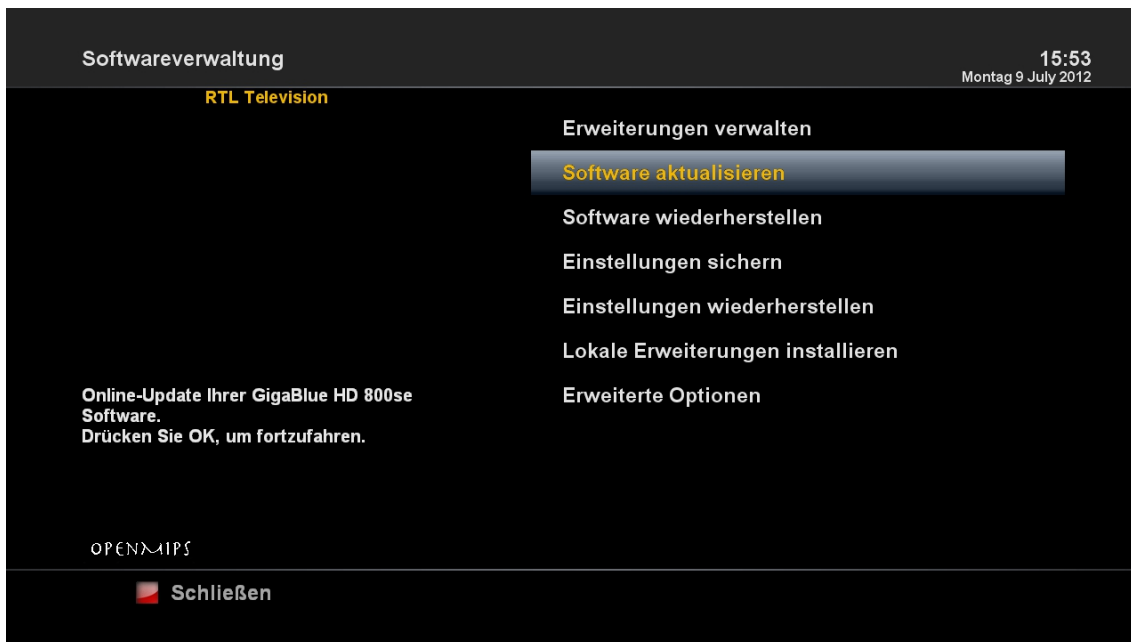 Softwareverwaltung
15:53
Montag 9 July 2012
RTL Television
Erweiterungen verwalten
Software aktualisieren
Software wiederherstellen
Einstellungen sichern
Einstellungen wiederherstellen
Lokale Erweiterungen installieren
Erweiterte Optionen
Online-Update Ihrer GigaBlue HD 800se
Software.
Drücken Sie OK, um fortzufahren.
OPENMIPS
Schließen